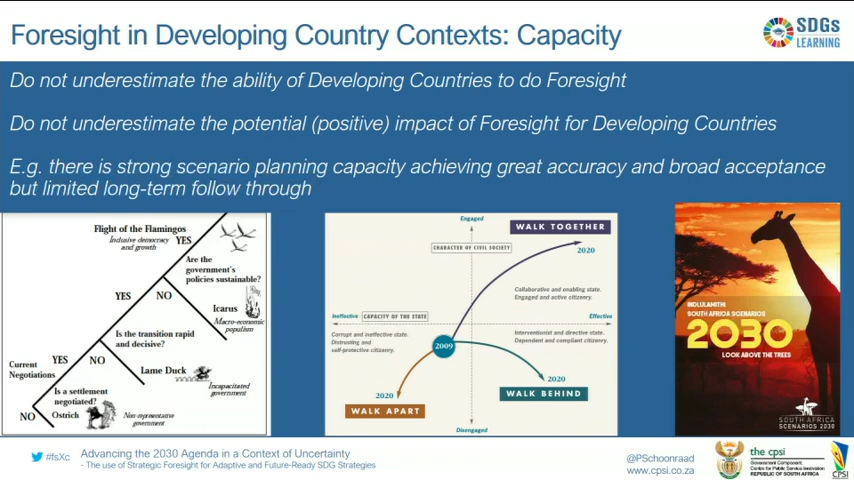 Foresight in Developing Country Contexts: Capacity
SDGs
LEARNING
Do not underestimate the ability of Developing Countries to do Foresight
Do not underestimate the potential (positive) impact of Foresight for Developing Countries
E.g. there is strong scenario planning capacity achieving great accuracy and broad acceptance
but limited long-term follow through
Flight of the Flamingos
Inclusive democracy
and growth
YES
Are the
government's
policies sustainable?
YES
NO
Icarus
Macro-economic
populism
Is the transition rapid
and decisive?
Current
Negotiations
YES
NO
Lame Duck
Incapacitated
government
Is a settlement
negotiated?
NO
Ostrich
Non-representative
government
Engaged
WALK TOGETHER
CHARACTER OF CIVIL SOCIETY
2020
Collaborative and enabling state.
Engaged and active citizenry.
Ineffective
CAPACITY OF THE STATE
Effective
Corrupt and ineffective state.
Distrusting and
self-protective citizenry.
Interventionist and directive state.
Dependent and compliant citizenry.
2009
2020
WALK APART
2020
WALK BEHIND
Disengaged
INDLULAMITHI
SOUTH AFRICA SCENARIOS
2030
LOOK ABOVE THE TREES
SOUTH AFRICA
SCENARIOS 2030
#fsXc
Advancing the 2030 Agenda in a Context of Uncertainty
- The use of Strategic Foresight for Adaptive and Future-Ready SDG Strategies
@PSchoonraad
www.cpsi.co.za
the cpsi
Government Component:
Centre for Public Service Innovation
REPUBLIC OF SOUTH AFRICA
CPSI